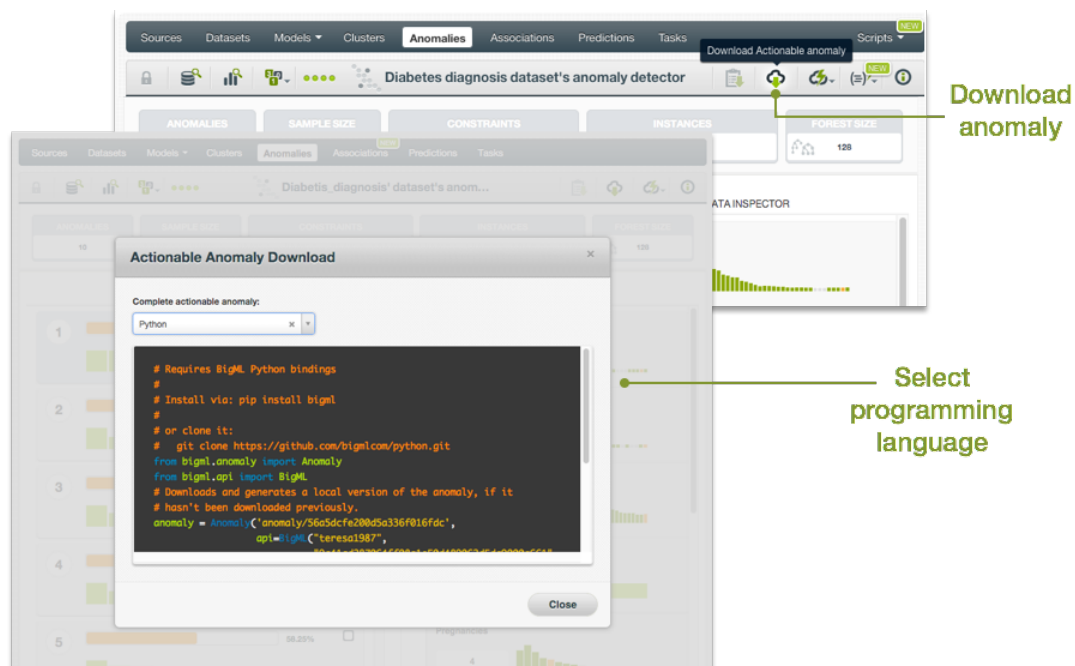 NEW
Sources Datasets Models Clusters Anomalies Associations Predictions Tasks Scripts
Download Actionable anomaly
NEW
Diabetes diagnosis dataset's anomaly detector
Download
anomaly
ANOMALIES SAMPLE SIZE CONSTRAINTS INSTANCES FOREST SIZE
128
NEW
Sources Datasets Models Clusters Anomalies Associations Predictions Tasks
Diabetis_diagnosis' dataset's anom...
ANOMALIES SAMPLE SIZE CONSTRAINTS INSTANCES FOREST SIZE
10 128
ATA INSPECTOR
Actionable Anomaly Download
Complete actionable anomaly:
Python
# Requires BigML Python bindings
#
# Install via: pip install bigml
#
# or clone it:
# git clone https://github.com/bigmlcom/python.git
from bigml.anomaly import Anomaly
from bigml.api import BigML
# Downloads and generates a local version of the anomaly, if it
# hasn't been downloaded previously.
anomaly = Anomaly('anomaly/56a5dcfe200d5a336f016fdc',
api=BigML("teresa1987",
Close
Select
programming
language
1
2
3
4
5 58.25% Pregnancies
4